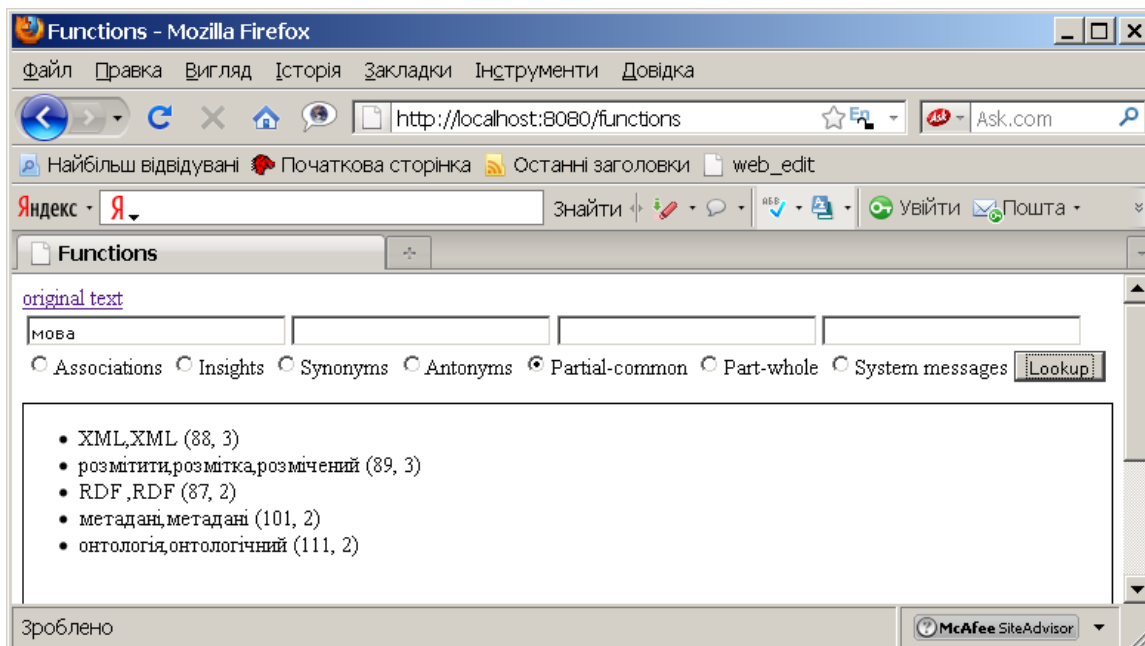 Functions - Mozilla Firefox
Файл Правка Вигляд Історія Закладки Інструменти Довідка
http://localhost:8080/functions Ask.com
Найбільш відвідувані Початкова сторінка Останні заголовки web_edit
Яндекс Я Знайти АБВ Увійти Пошта
Functions
original text
мова
Associations Insights Synonyms Antonyms Partial-common Part-whole System messages Lookup
XML,XML (88, 3)
розмітити,розмітка,розмічений (89, 3)
RDF ,RDF (87, 2)
метадані,метадані (101, 2)
онтологія,онтологічний (111, 2)
Зроблено McAfee SiteAdvisor